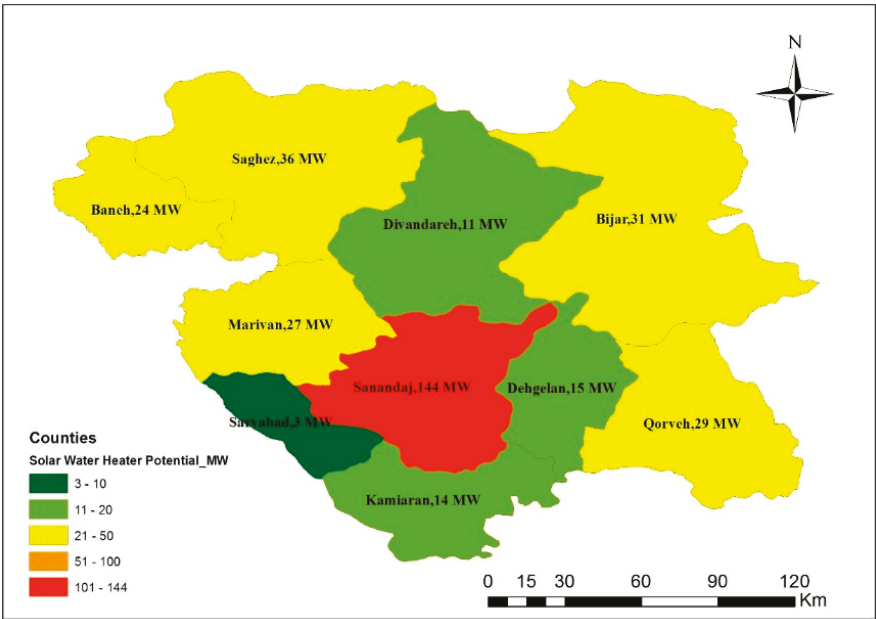 N
Saghez,36 MW
Baneh,24 MW
Divandareh,11 MW
Bijar,31 MW
Marivan,27 MW
Sanandaj,144 MW
Dehgelan,15 MW
Sarvabad,3 MW
Qorveh,29 MW
Kamiaran,14 MW
Counties
Solar Water Heater Potential_MW
3 - 10
11 - 20
21 - 50
51 - 100
101 - 144
0 15 30 60 90 120
Km